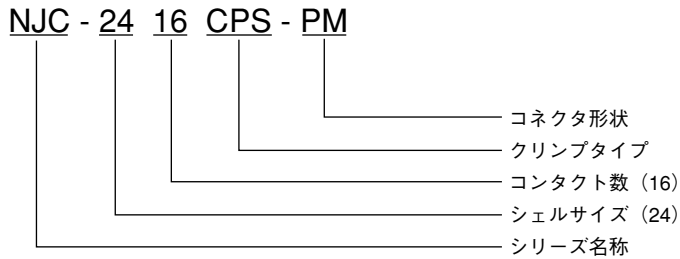 NJC - 24 16 CPS - PM
コネクタ形状
クリンプタイプ
コンタクト数（16）
シェルサイズ（24）
シリーズ名称